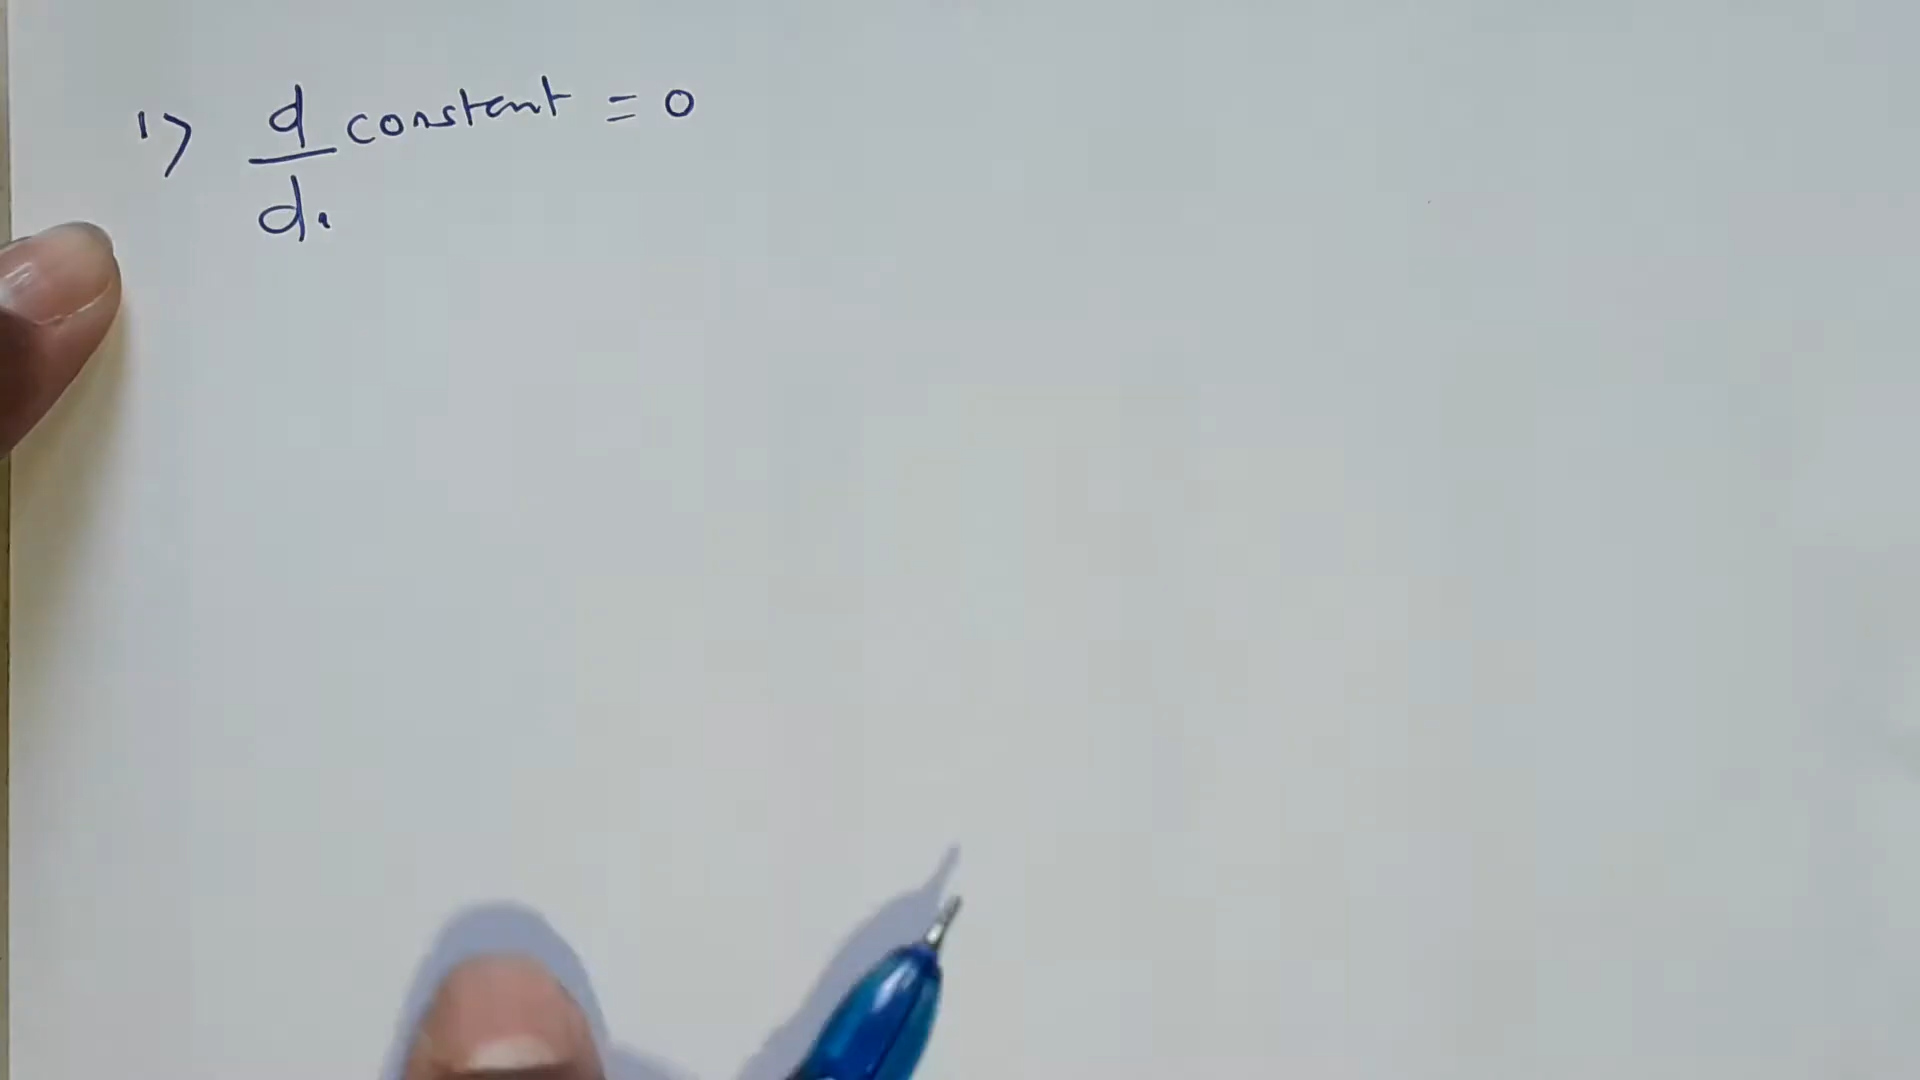 1) d/d. constant = 0